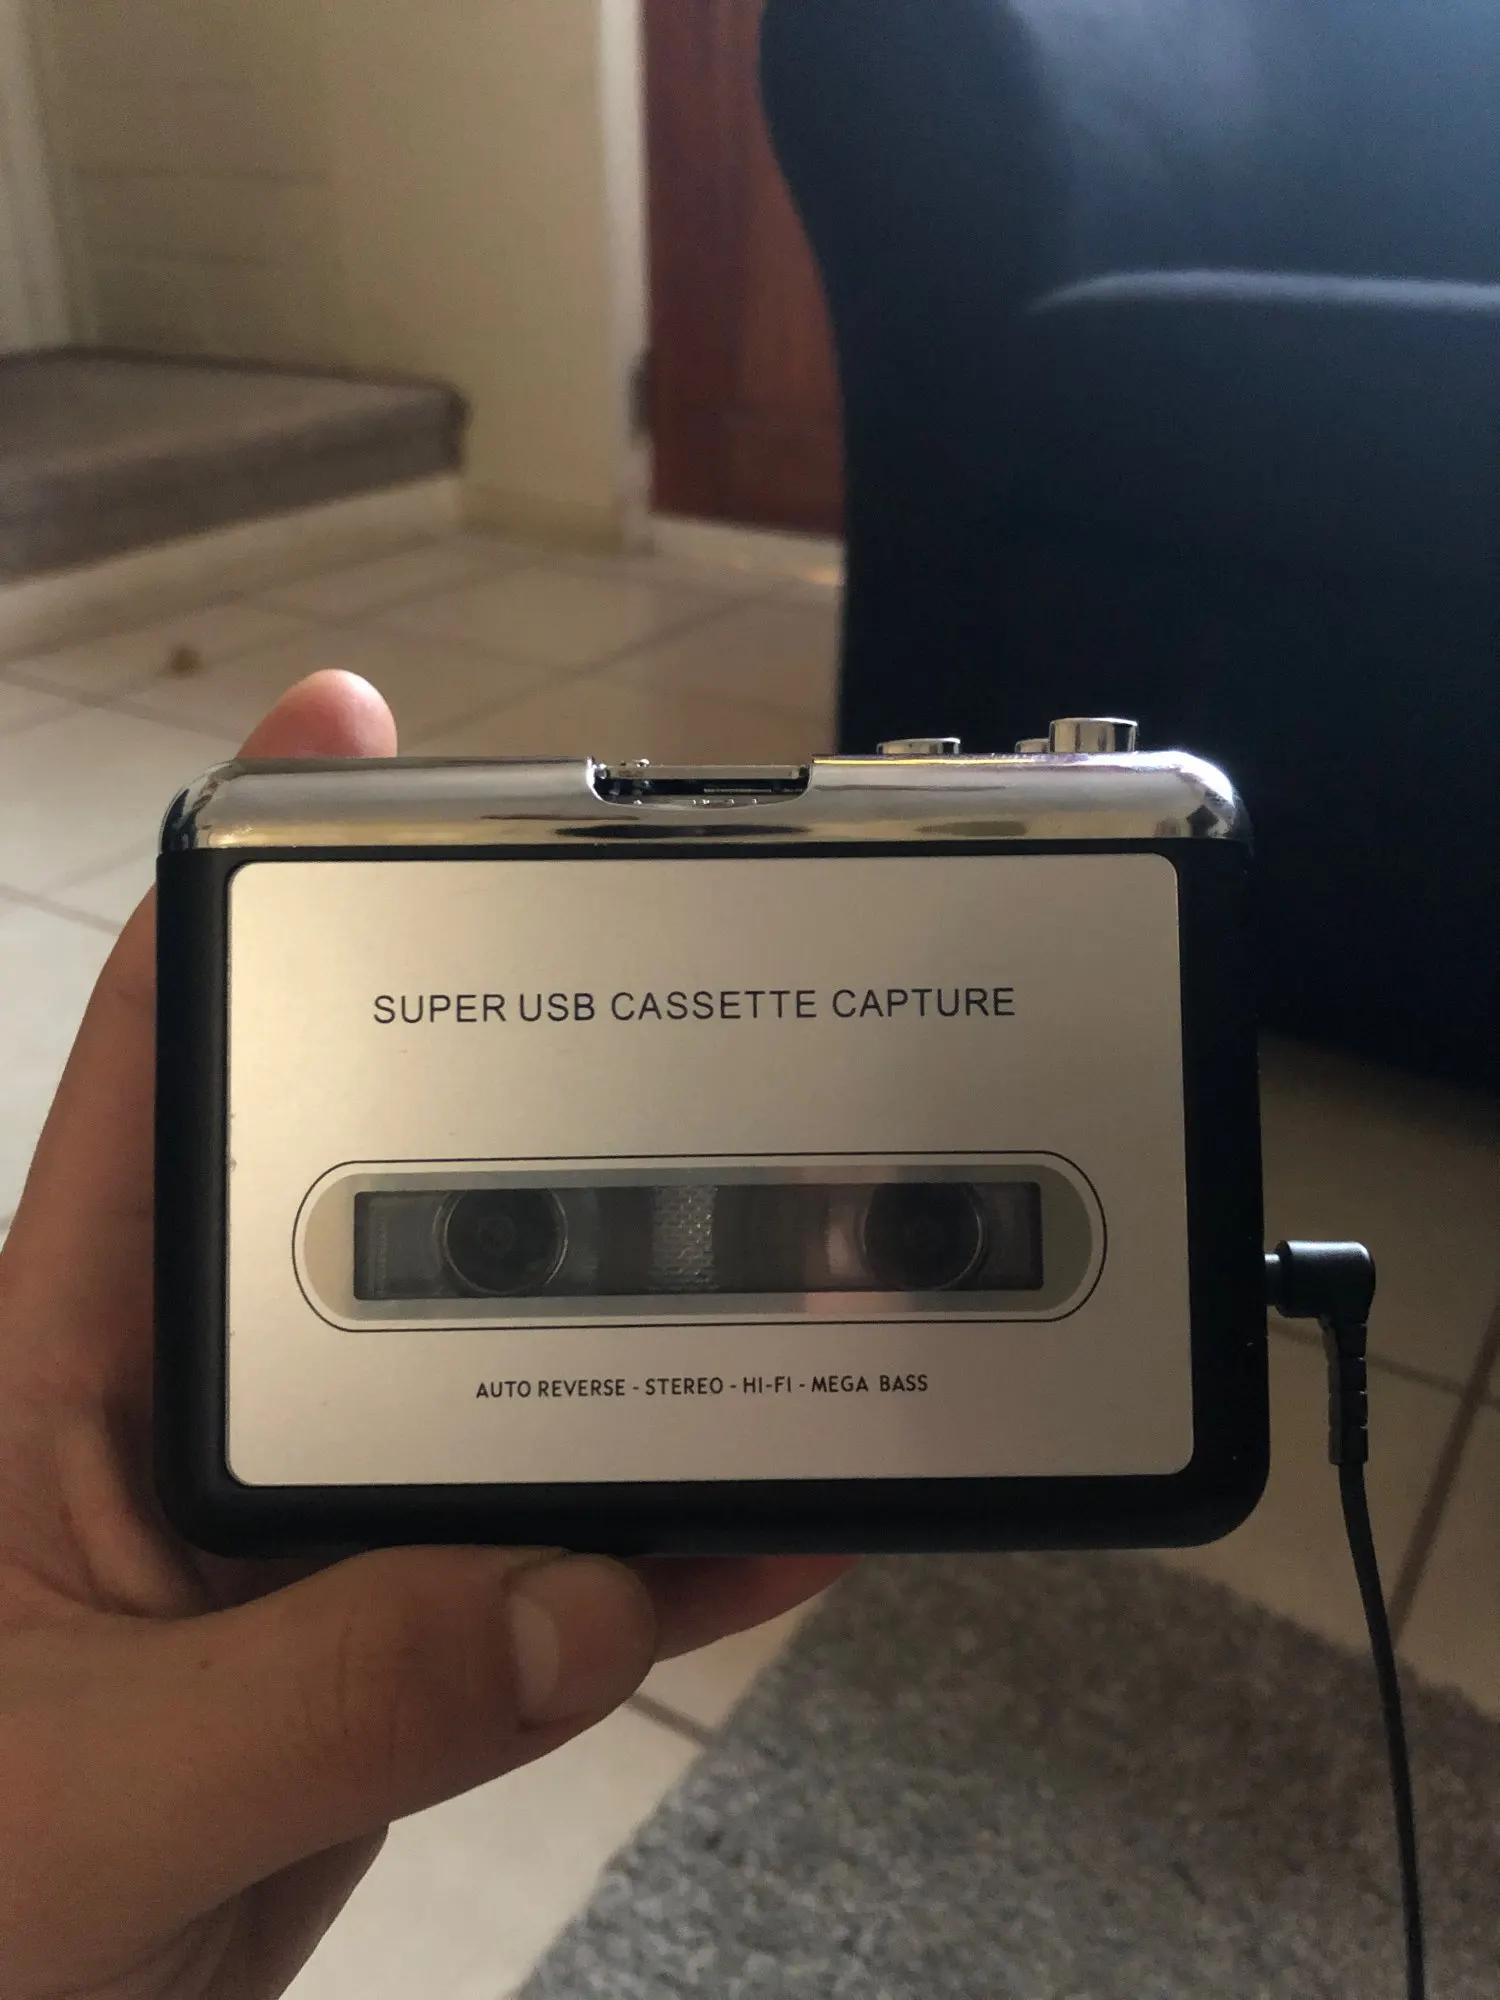 SUPER USB CASSETTE CAPTURE
AUTO REVERSE - STEREO - HI-FI - MEGA BASS